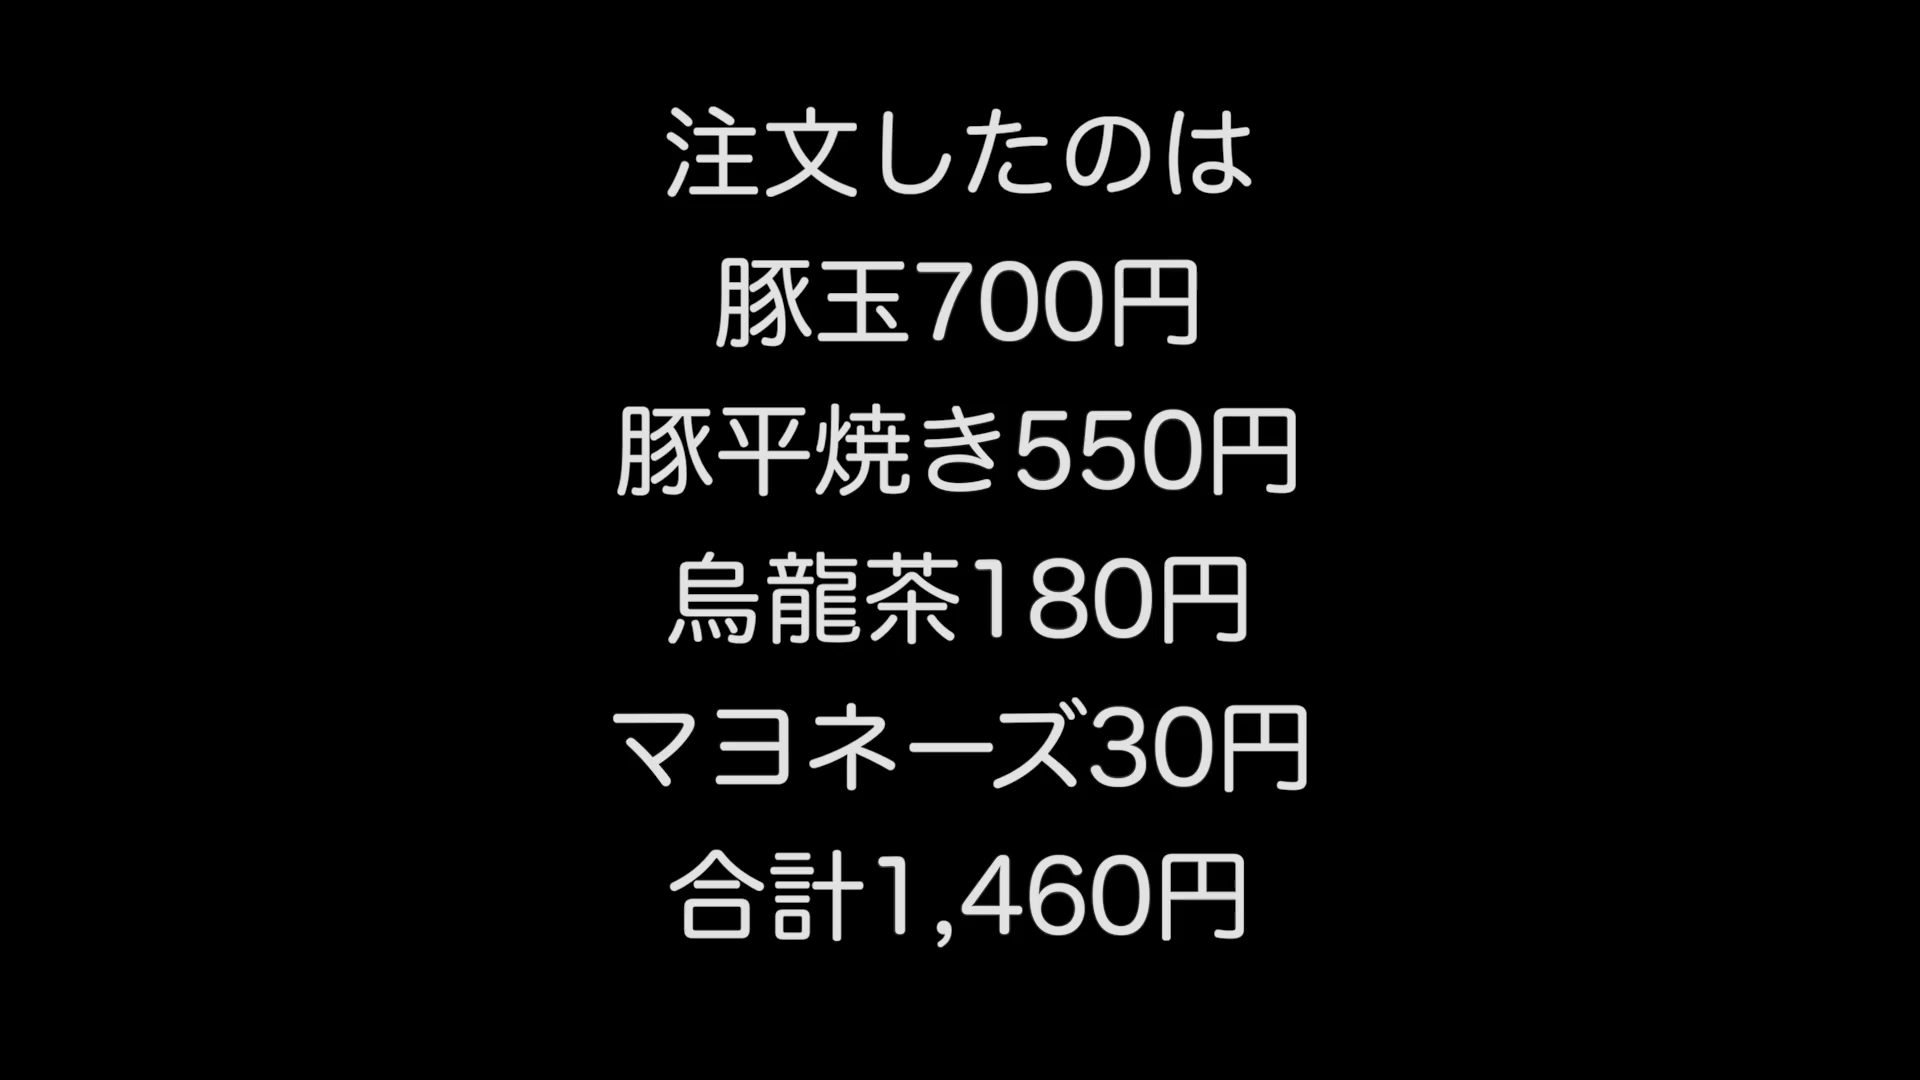 注文したのは
豚玉700円
豚平焼き550円
烏龍茶180円
マヨネーズ30円
合計1,460円